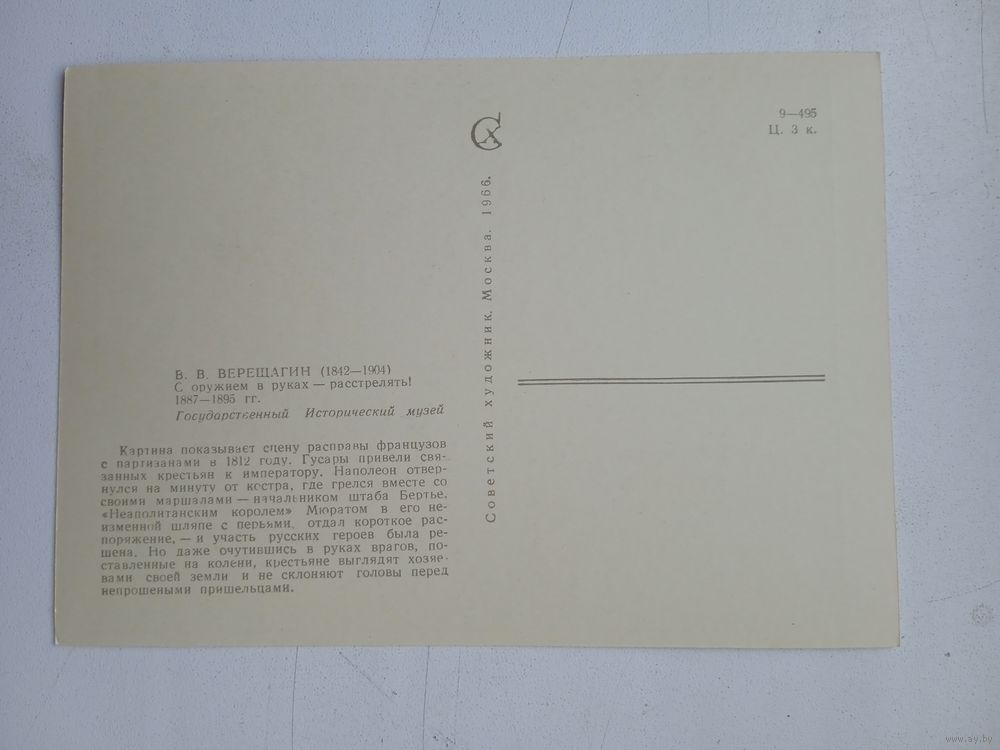 В. В. ВЕРЕЩАГИН (1842—1904)
С оружием в руках — расстрелять!
1887—1895 гг.
Государственный Исторический музей
Картина показывает сцену расправы французов
с партизанами в 1812 году. Гусары привели свя-
занных крестьян к императору. Наполеон отвер-
нулся на минуту от костра, где грелся вместе со
своими маршалами — начальником штаба Бертье,
«Неаполитанским королем» Мюратом в его не-
изменной шляпе с перьями, отдал короткое рас-
поряжение, — и участь русских героев была ре-
шена. Но даже очутившись в руках врагов, по-
ставленные на колени, крестьяне выглядят хозяе-
вами своей земли и не склоняют головы перед
непрошеными пришельцами.
СХ
Советский художник. Москва. 1966.
9—495
Ц. 3 к.
www.ay.by